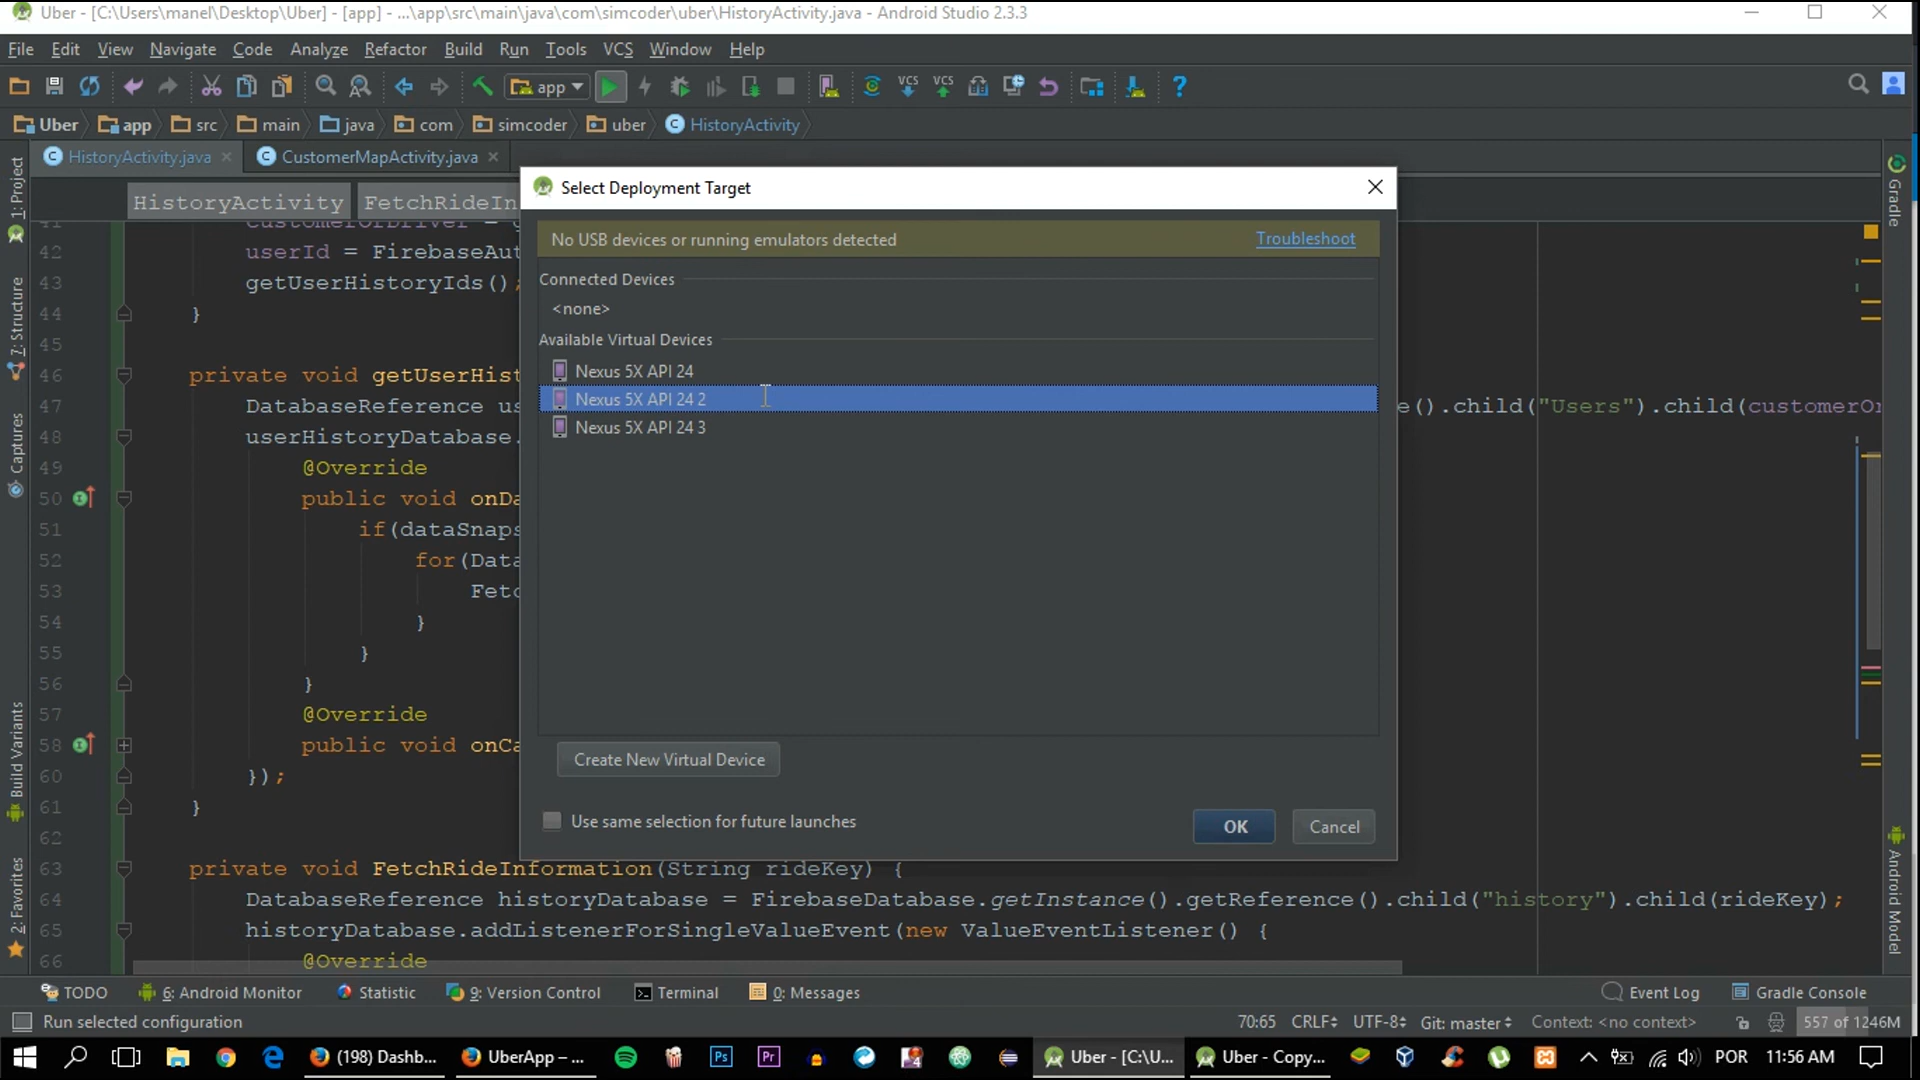 Uber - [C:\Users\manel\Desktop\Uber] - [app] - ...\app\src\main\java\com\simcoder\uber\HistoryActivity.java - Android Studio 2.3.3
File Edit View Navigate Code Analyze Refactor Build Run Tools VCS Window Help
app VCS VCS
Uber app src main java com simcoder uber HistoryActivity
HistoryActivity.java CustomerMapActivity.java
HistoryActivity FetchRideIn
Select Deployment Target
No USB devices or running emulators detected Troubleshoot
Connected Devices
<none>
Available Virtual Devices
Nexus 5X API 24
Nexus 5X API 24 2
Nexus 5X API 24 3
Create New Virtual Device
Use same selection for future launches
OK Cancel
42 userId = FirebaseAut
43 getUserHistoryIds();
44 }
45
46 private void getUserHist
47 DatabaseReference us e().child("Users").child(customerOr
48 userHistoryDatabase.
49 @Override
50 public void onDa
51 if(dataSnaps
52 for(Data
53 Fetc
54 }
55 }
56 }
57 @Override
58 public void onCa
60 });
61 }
62
63 private void FetchRideInformation(String rideKey) {
64 DatabaseReference historyDatabase = FirebaseDatabase.getInstance().getReference().child("history").child(rideKey);
65 historyDatabase.addListenerForSingleValueEvent(new ValueEventListener() {
66 @Override
1: Project
7: Structure
Captures
Build Variants
2: Favorites
Gradle
Android Model
TODO 6: Android Monitor Statistic 9: Version Control Terminal 0: Messages Event Log Gradle Console
Run selected configuration 70:65 CRLF UTF-8 Git: master Context: <no context> 557 of 1246M
(198) Dashb... UberApp – ... Ps Pr Uber - [C:\U... Uber - Copy... POR 11:56 AM